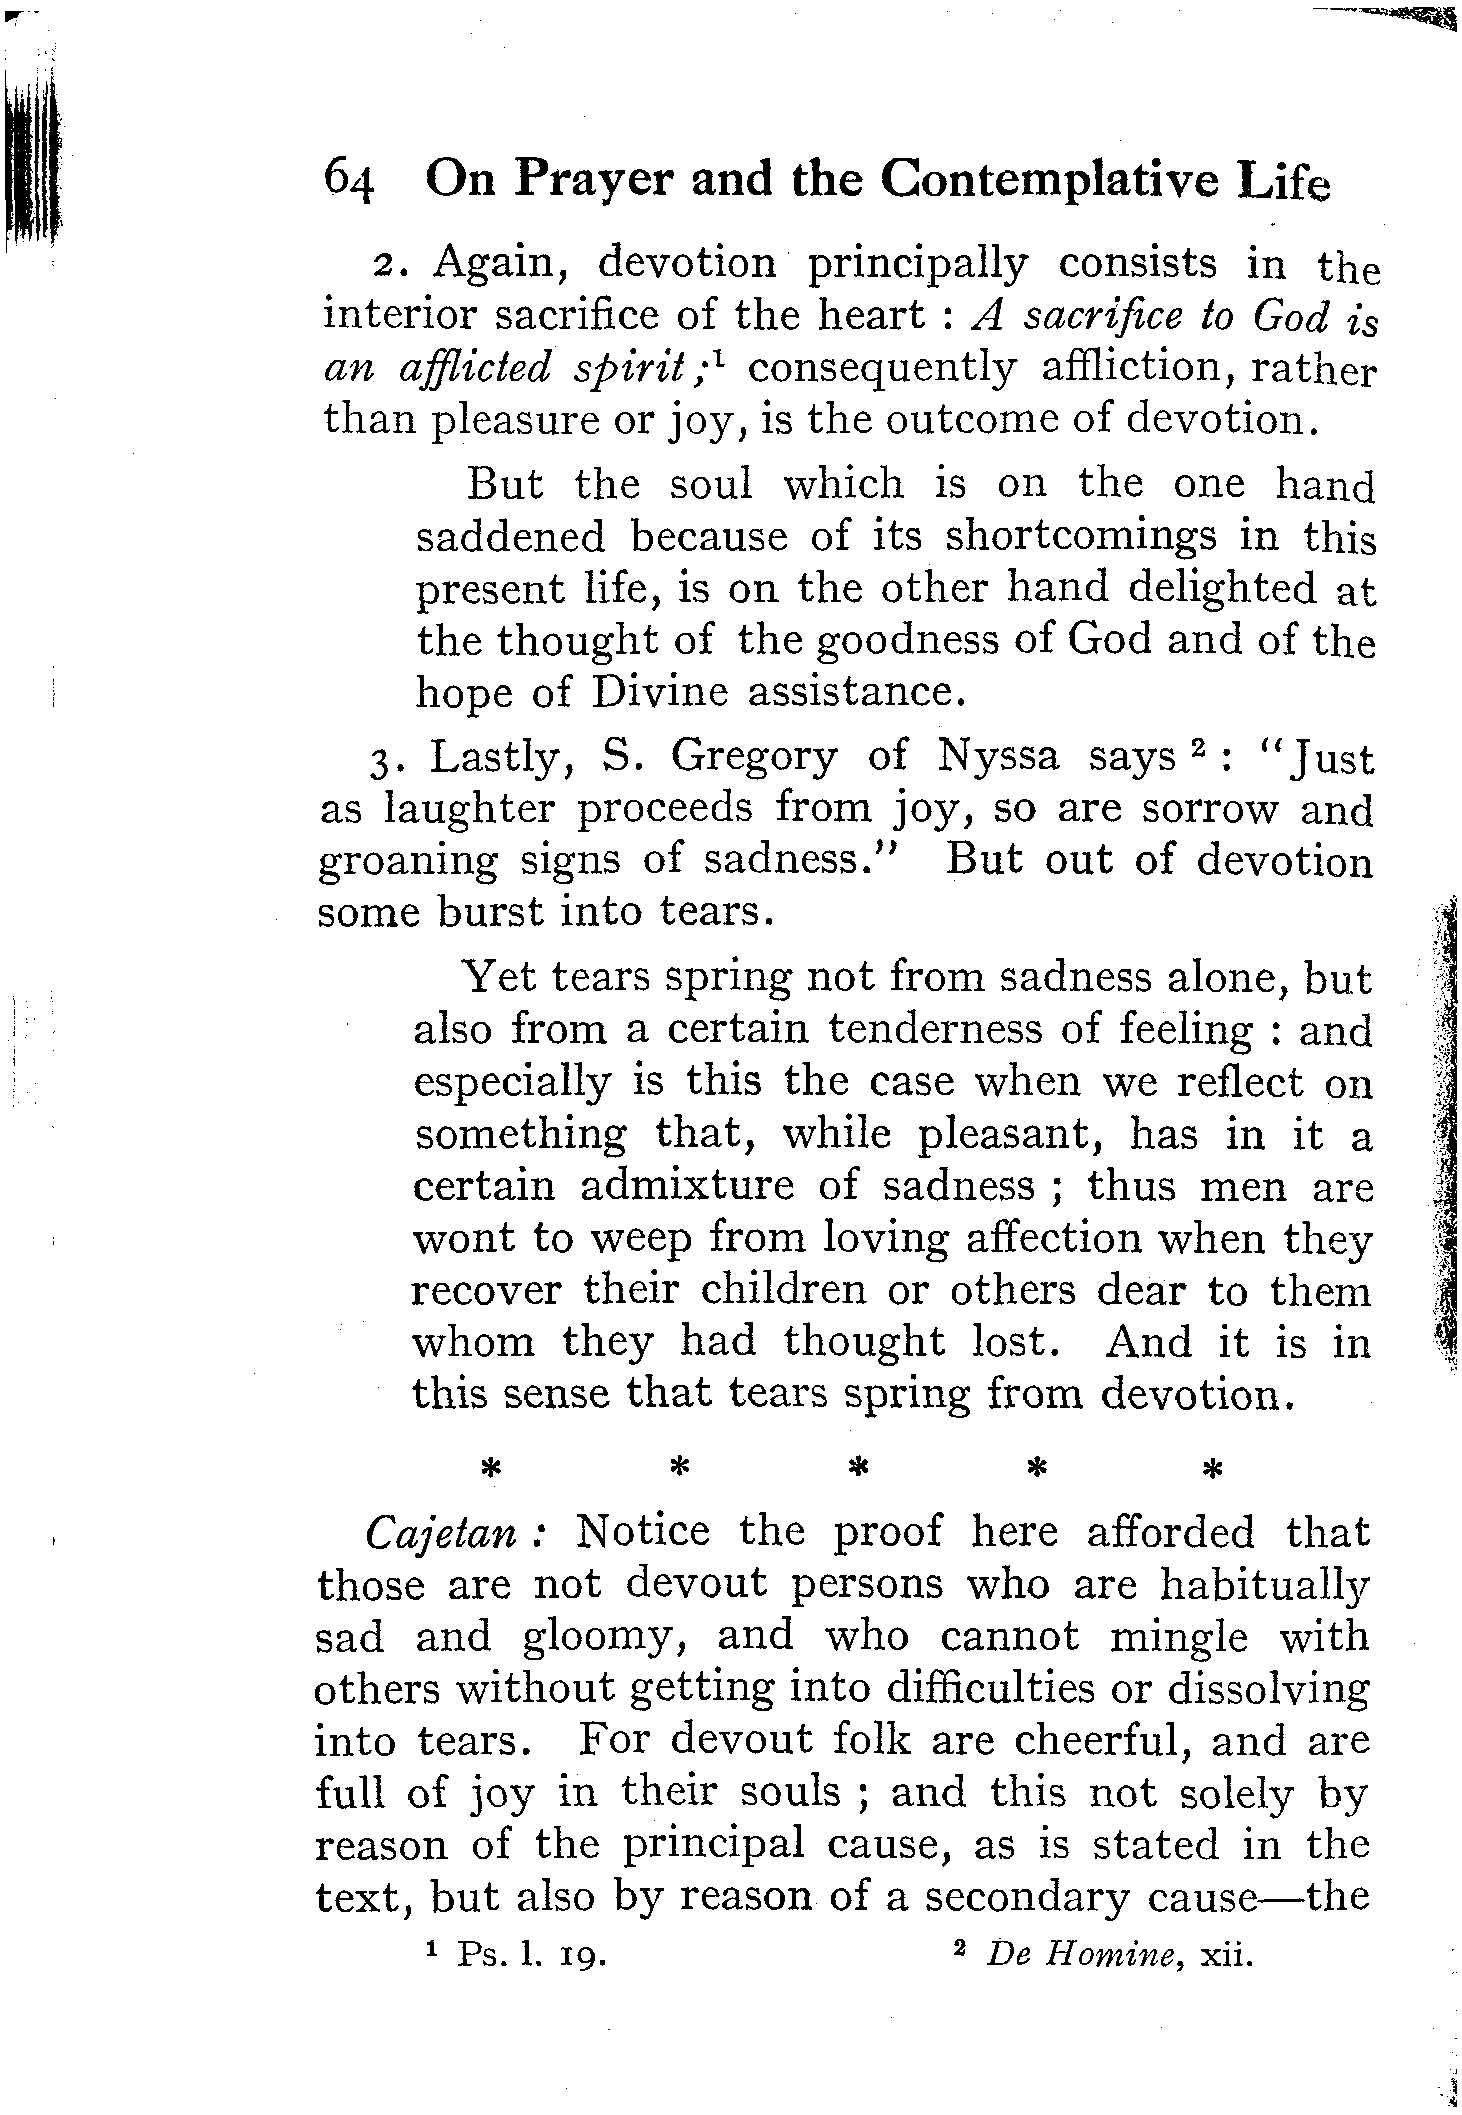 64 On Prayer and the Contemplative Life
2. Again, devotion principally consists in the
interior sacrifice of the heart : A sacrifice to God is
an afflicted spirit ;¹ consequently affliction, rather
than pleasure or joy, is the outcome of devotion.
But the soul which is on the one hand
saddened because of its shortcomings in this
present life, is on the other hand delighted at
the thought of the goodness of God and of the
hope of Divine assistance.
3. Lastly, S. Gregory of Nyssa says ² : "Just
as laughter proceeds from joy, so are sorrow and
groaning signs of sadness." But out of devotion
some burst into tears.
Yet tears spring not from sadness alone, but
also from a certain tenderness of feeling : and
especially is this the case when we reflect on
something that, while pleasant, has in it a
certain admixture of sadness ; thus men are
wont to weep from loving affection when they
recover their children or others dear to them
whom they had thought lost. And it is in
this sense that tears spring from devotion.
* * * * *
Cajetan : Notice the proof here afforded that
those are not devout persons who are habitually
sad and gloomy, and who cannot mingle with
others without getting into difficulties or dissolving
into tears. For devout folk are cheerful, and are
full of joy in their souls ; and this not solely by
reason of the principal cause, as is stated in the
text, but also by reason of a secondary cause—the
¹ Ps. l. 19. ² De Homine, xii.